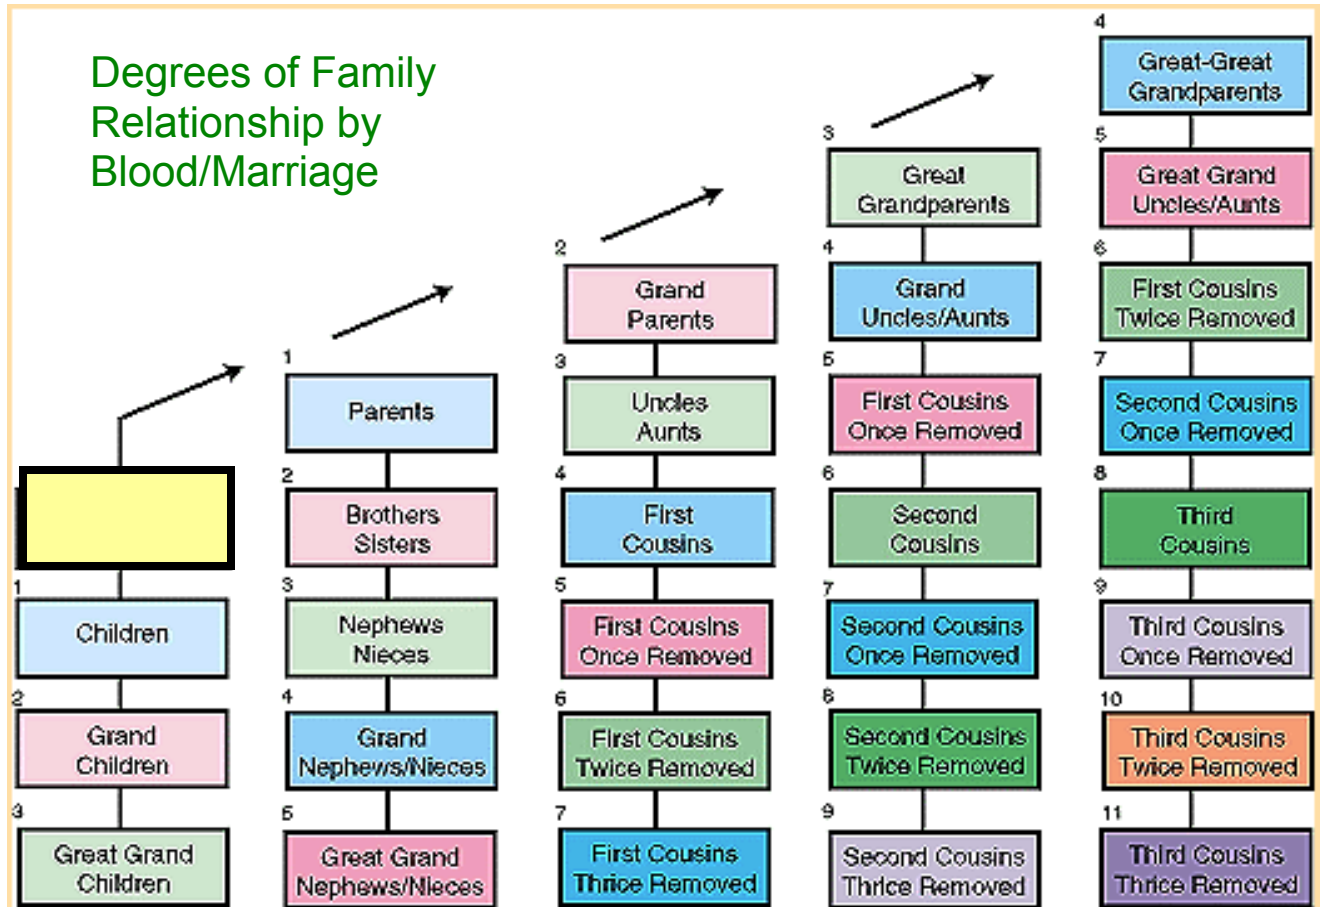 Degrees of Family
Relationship by
Blood/Marriage
1
Children
2
Grand
Children
3
Great Grand
Children
1
Parents
2
Brothers
Sisters
3
Nephews
Nieces
4
Grand
Nephews/Nieces
5
Great Grand
Nephews/Nieces
2
Grand
Parents
3
Uncles
Aunts
4
First
Cousins
5
First Cousins
Once Removed
6
First Cousins
Twice Removed
7
First Cousins
Thrice Removed
3
Great
Grandparents
4
Grand
Uncles/Aunts
5
First Cousins
Once Removed
6
Second
Cousins
7
Second Cousins
Once Removed
8
Second Cousins
Twice Removed
9
Second Cousins
Thrice Removed
4
Great-Great
Grandparents
5
Great Grand
Uncles/Aunts
6
First Cousins
Twice Removed
7
Second Cousins
Once Removed
8
Third
Cousins
9
Third Cousins
Once Removed
10
Third Cousins
Twice Removed
11
Third Cousins
Thrice Removed